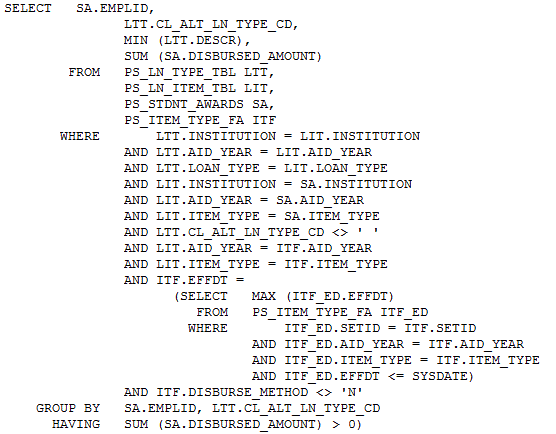 SELECT SA.EMPLID,
LTT.CL_ALT_LN_TYPE_CD,
MIN (LTT.DESCR),
SUM (SA.DISBURSED_AMOUNT)
FROM PS_LN_TYPE_TBL LTT,
PS_LN_ITEM_TBL LIT,
PS_STDNT_AWARDS SA,
PS_ITEM_TYPE_FA ITF
WHERE LTT.INSTITUTION = LIT.INSTITUTION
AND LTT.AID_YEAR = LIT.AID_YEAR
AND LTT.LOAN_TYPE = LIT.LOAN_TYPE
AND LIT.INSTITUTION = SA.INSTITUTION
AND LIT.AID_YEAR = SA.AID_YEAR
AND LIT.ITEM_TYPE = SA.ITEM_TYPE
AND LTT.CL_ALT_LN_TYPE_CD <> ' '
AND LIT.AID_YEAR = ITF.AID_YEAR
AND LIT.ITEM_TYPE = ITF.ITEM_TYPE
AND ITF.EFFDT =
(SELECT MAX (ITF_ED.EFFDT)
FROM PS_ITEM_TYPE_FA ITF_ED
WHERE ITF_ED.SETID = ITF.SETID
AND ITF_ED.AID_YEAR = ITF.AID_YEAR
AND ITF_ED.ITEM_TYPE = ITF.ITEM_TYPE
AND ITF_ED.EFFDT <= SYSDATE)
AND ITF.DISBURSE_METHOD <> 'N'
GROUP BY SA.EMPLID, LTT.CL_ALT_LN_TYPE_CD
HAVING SUM (SA.DISBURSED_AMOUNT) > 0)